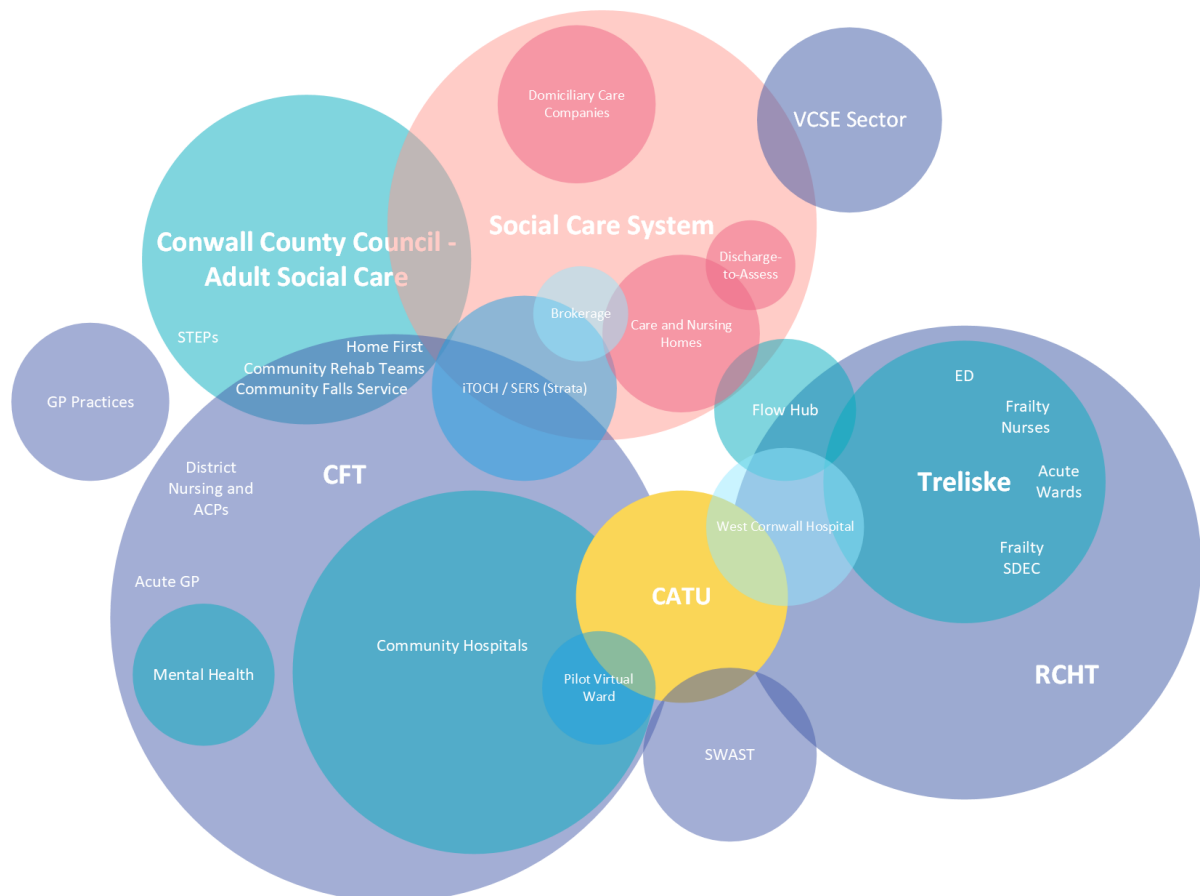 Domiciliary Care
Companies
VCSE Sector
Social Care System
Conwall County Council -
Adult Social Care
Discharge-
to-Assess
Brokerage
Care and Nursing
Homes
STEPs
Home First
Community Rehab Teams
Community Falls Service
iTOCH / SERS (Strata)
GP Practices
Flow Hub
ED
Frailty
Nurses
CFT
District
Nursing and
ACPs
Treliske
Acute
Wards
West Cornwall Hospital
Frailty
SDEC
Acute GP
CATU
Community Hospitals
Mental Health
Pilot Virtual
Ward
RCHT
SWAST